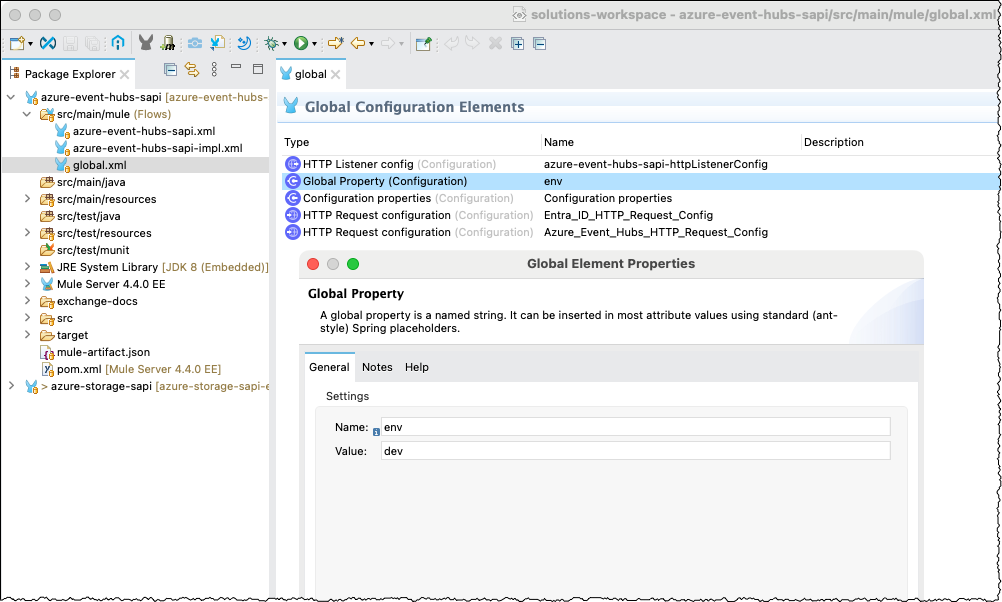 solutions-workspace - azure-event-hubs-sapi/src/main/mule/global.xml
Package Explorer
azure-event-hubs-sapi [azure-event-hubs-
src/main/mule (Flows)
azure-event-hubs-sapi.xml
azure-event-hubs-sapi-impl.xml
global.xml
src/main/java
src/main/resources
src/test/java
src/test/resources
src/test/munit
JRE System Library [JDK 8 (Embedded)]
Mule Server 4.4.0 EE
exchange-docs
src
target
mule-artifact.json
pom.xml [Mule Server 4.4.0 EE]
> azure-storage-sapi [azure-storage-sapi-e
global
Global Configuration Elements
Type Name Description
HTTP Listener config (Configuration) azure-event-hubs-sapi-httpListenerConfig
Global Property (Configuration) env
Configuration properties (Configuration) Configuration properties
HTTP Request configuration (Configuration) Entra_ID_HTTP_Request_Config
HTTP Request configuration (Configuration) Azure_Event_Hubs_HTTP_Request_Config
Global Element Properties
Global Property
A global property is a named string. It can be inserted in most attribute values using standard (ant-
style) Spring placeholders.
General Notes Help
Settings
Name: env
Value: dev